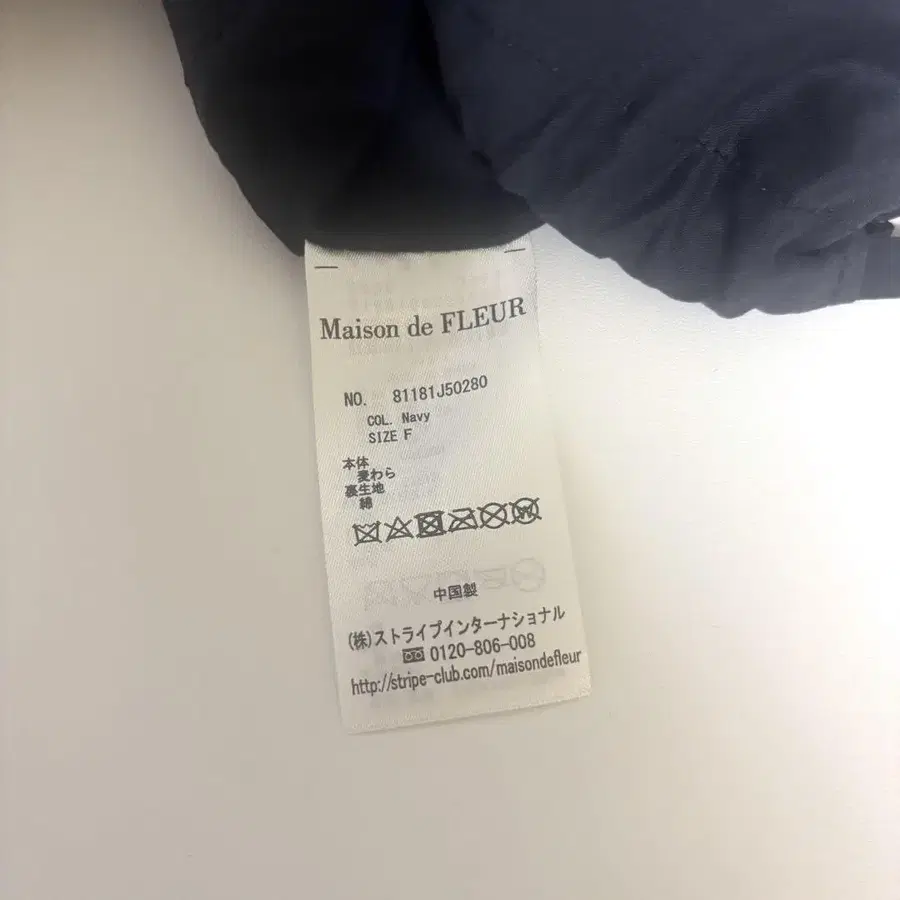 Maison de FLEUR
NO. 81181J50280
COL. Navy
SIZE F
本体
麦わら
裏生地
綿
中国製
(株)ストライプインターナショナル
0120-806-008
http://stripe-club.com/maisondefleur